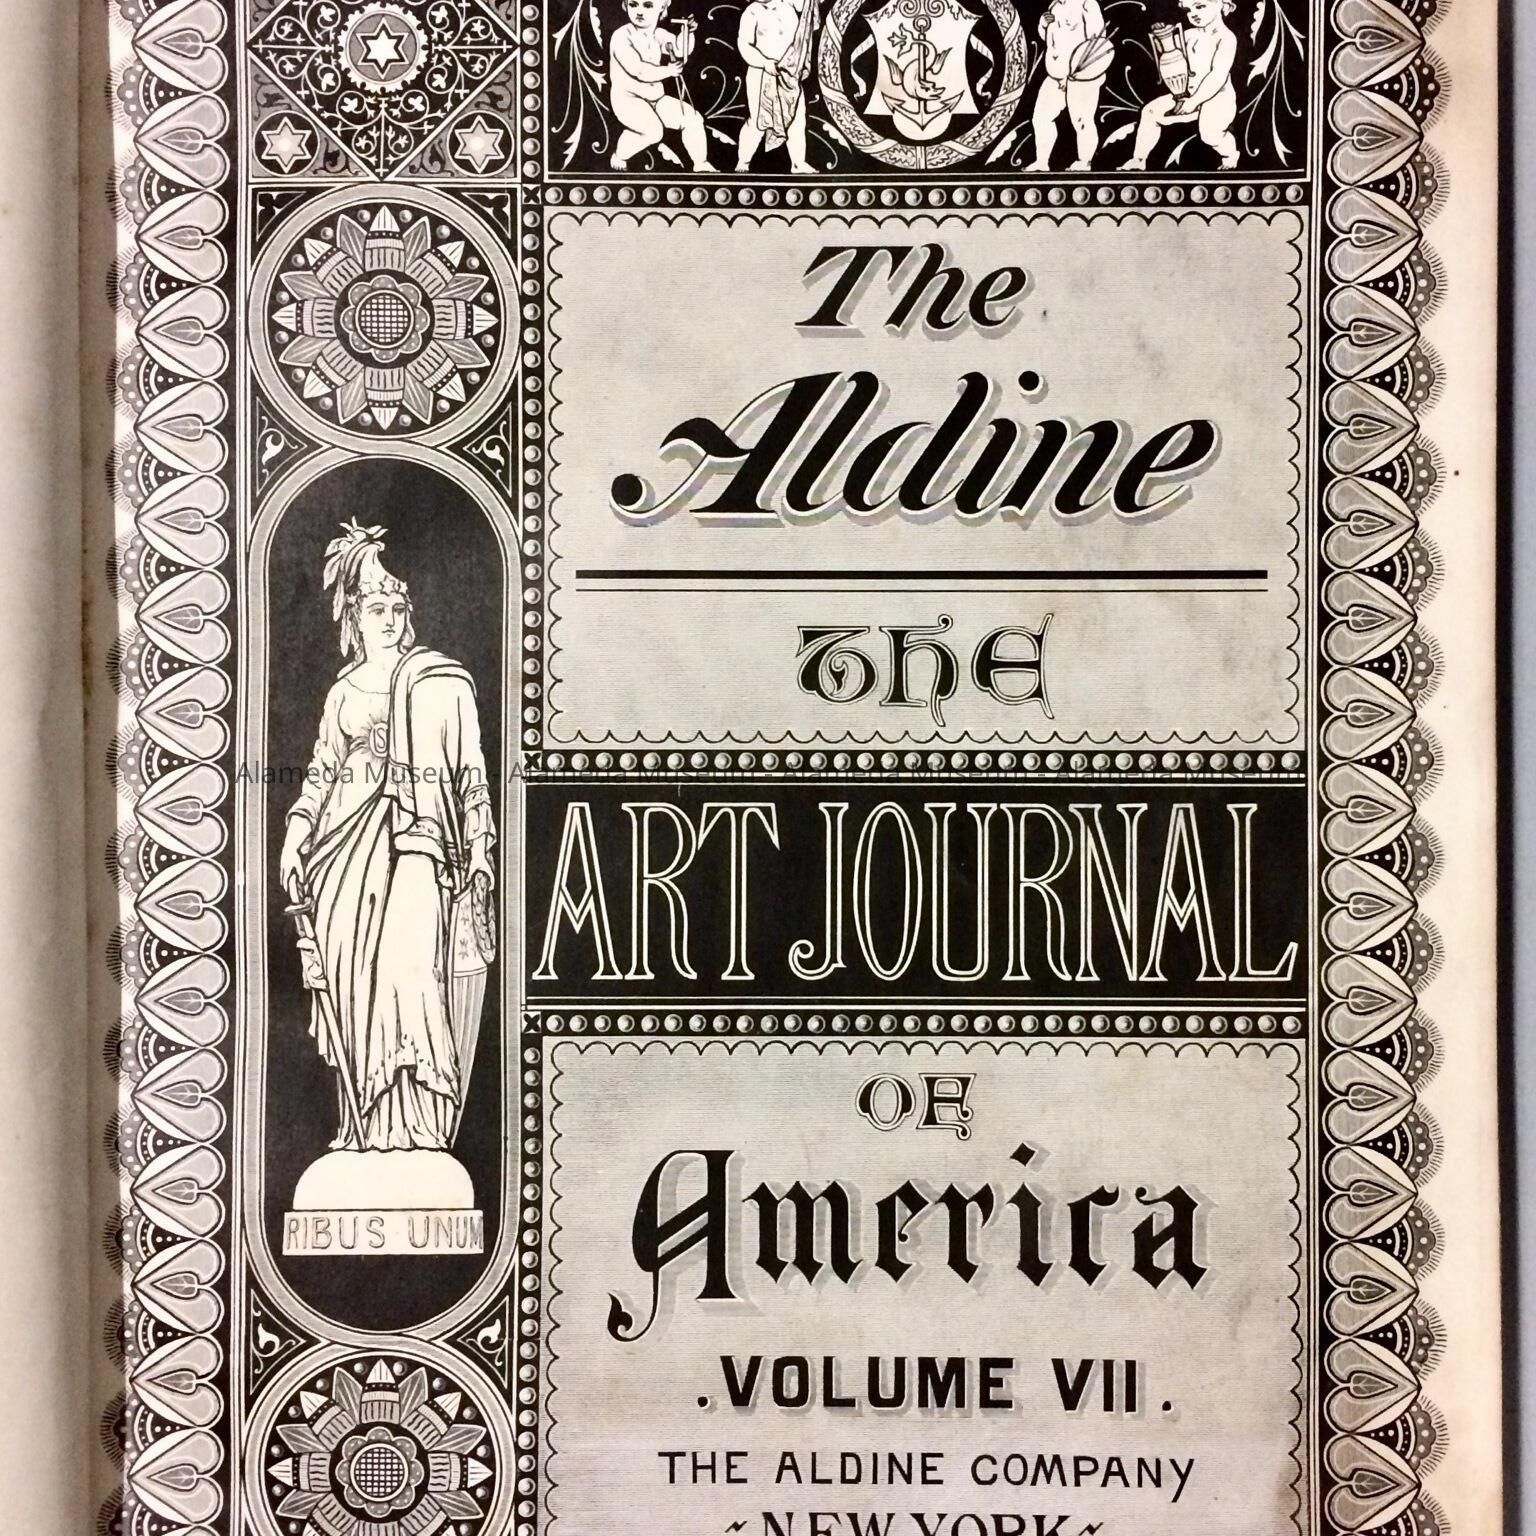 The
Aldine
THE
Alameda Museum - Alameda Museum - Alameda Museum - Alameda Museum
ART JOURNAL
OF
America
RIBUS UNUM
.VOLUME VII.
THE ALDINE COMPANY
~NEW YORK~